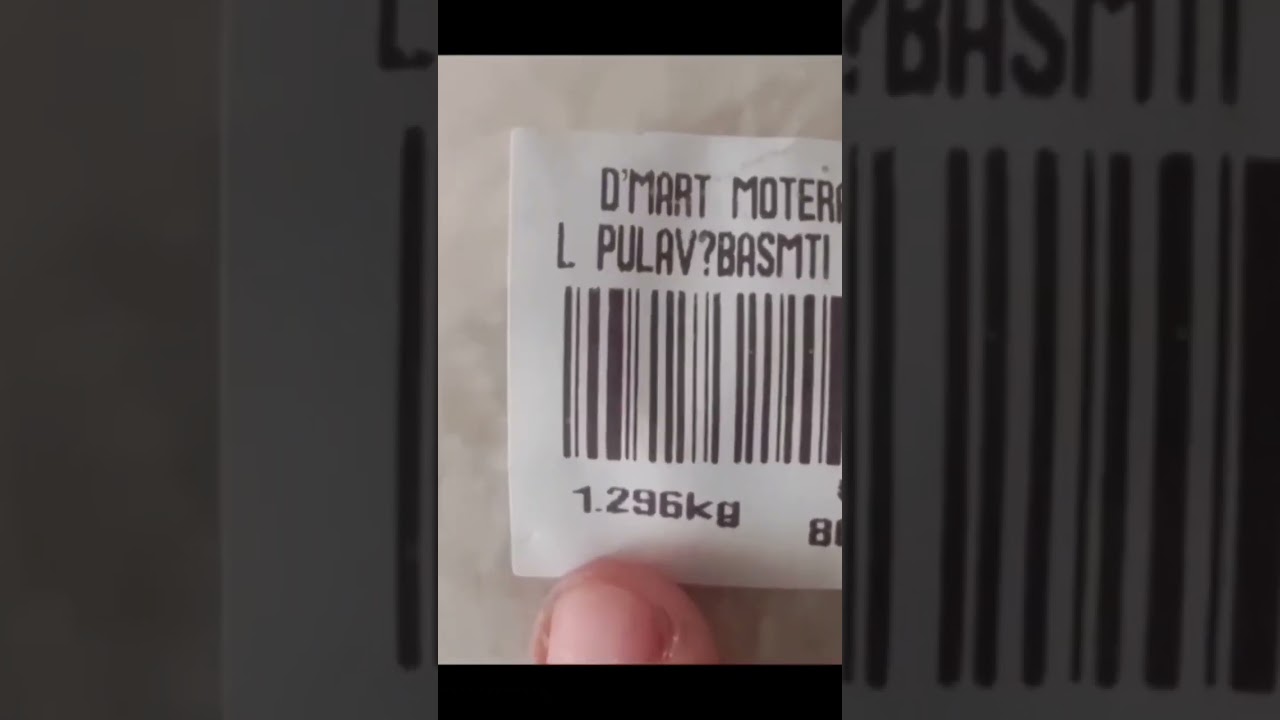 D'MART MOTERA
L PULAV?BASMTI
1.296kg